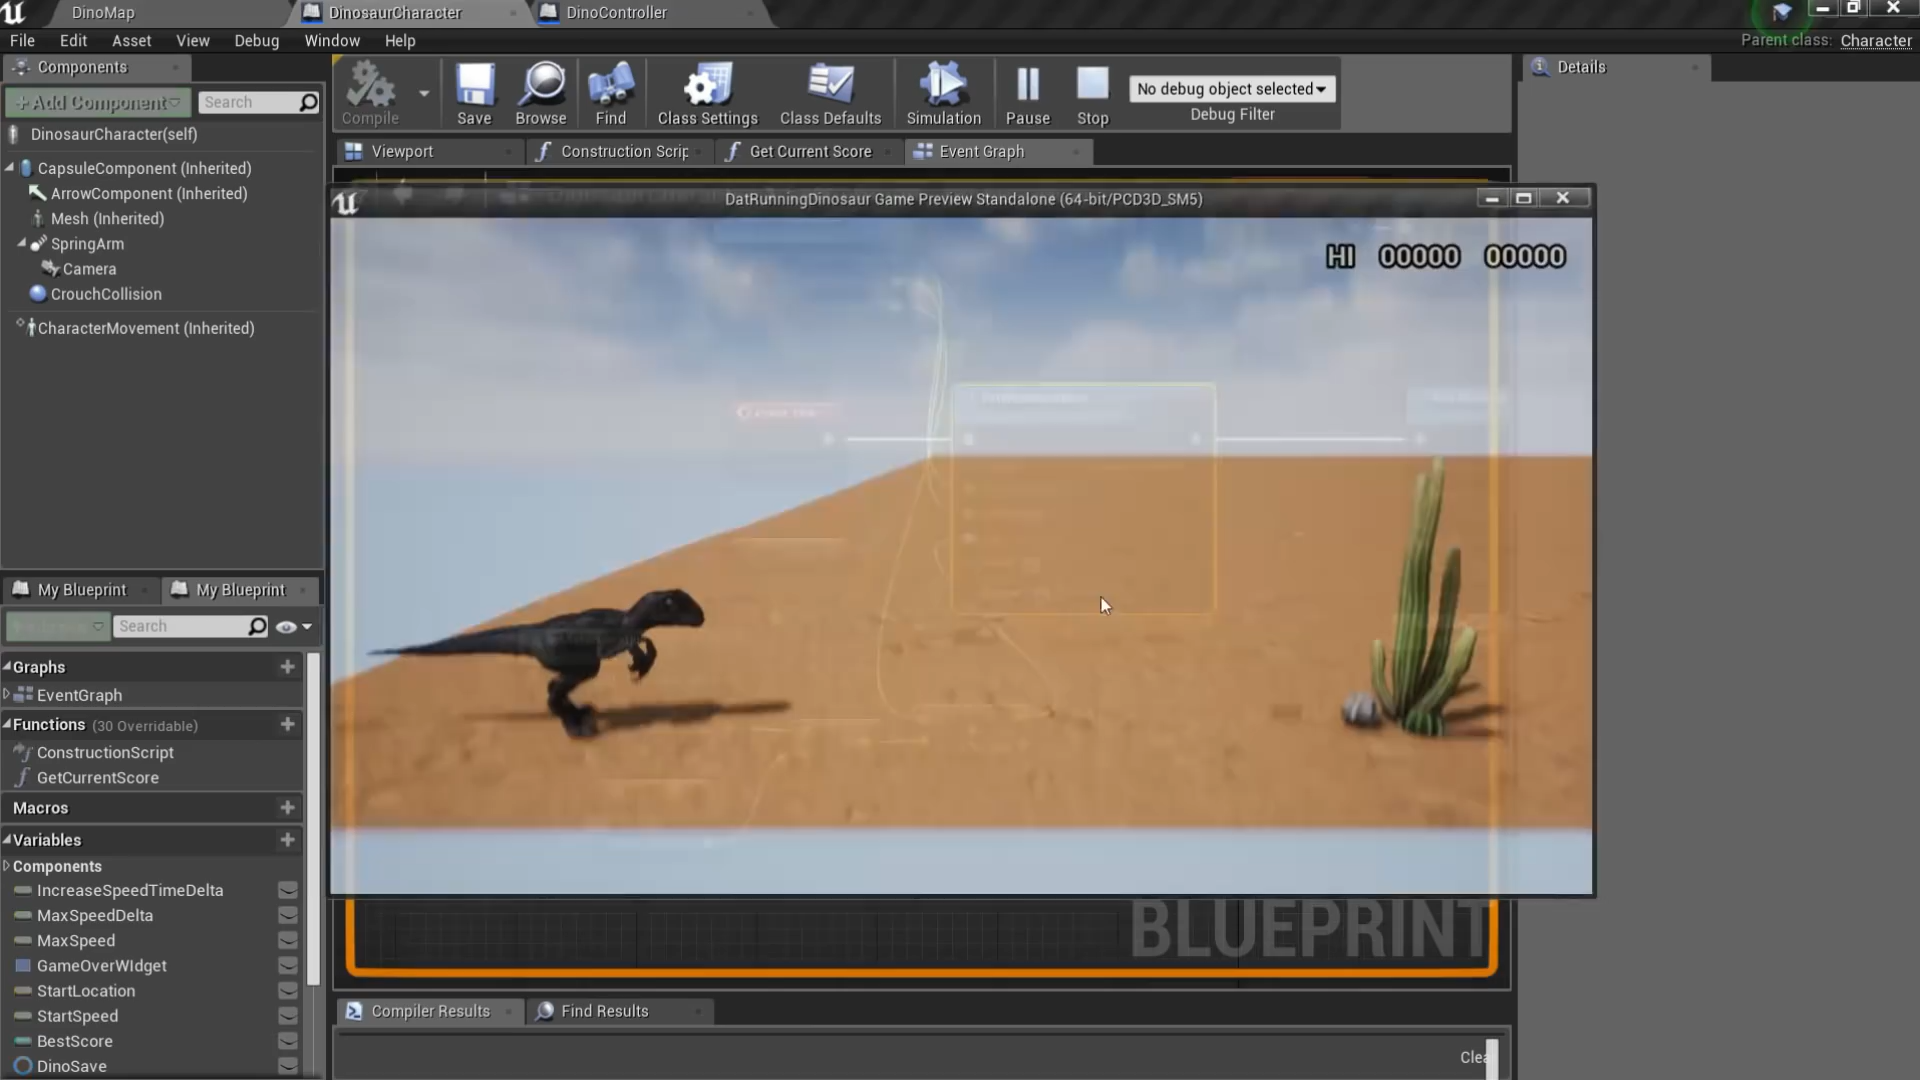 DinoMap
DinosaurCharacter
DinoController
File
Edit
Asset
View
Debug
Window
Help
Parent class: Character
Components
+Add Component
Search
DinosaurCharacter(self)
CapsuleComponent (Inherited)
ArrowComponent (Inherited)
Mesh (Inherited)
SpringArm
Camera
CrouchCollision
CharacterMovement (Inherited)
Compile
Save
Browse
Find
Class Settings
Class Defaults
Simulation
Pause
Stop
No debug object selected
Debug Filter
Details
Viewport
Construction Scrip
Get Current Score
Event Graph
DatRunningDinosaur Game Preview Standalone (64-bit/PCD3D_SM5)
HI 00000 00000
My Blueprint
My Blueprint
Search
Graphs
EventGraph
Functions (30 Overridable)
ConstructionScript
GetCurrentScore
Macros
Variables
Components
IncreaseSpeedTimeDelta
MaxSpeedDelta
MaxSpeed
GameOverWIdget
StartLocation
StartSpeed
BestScore
DinoSave
BLUEPRINT
Compiler Results
Find Results
Clea